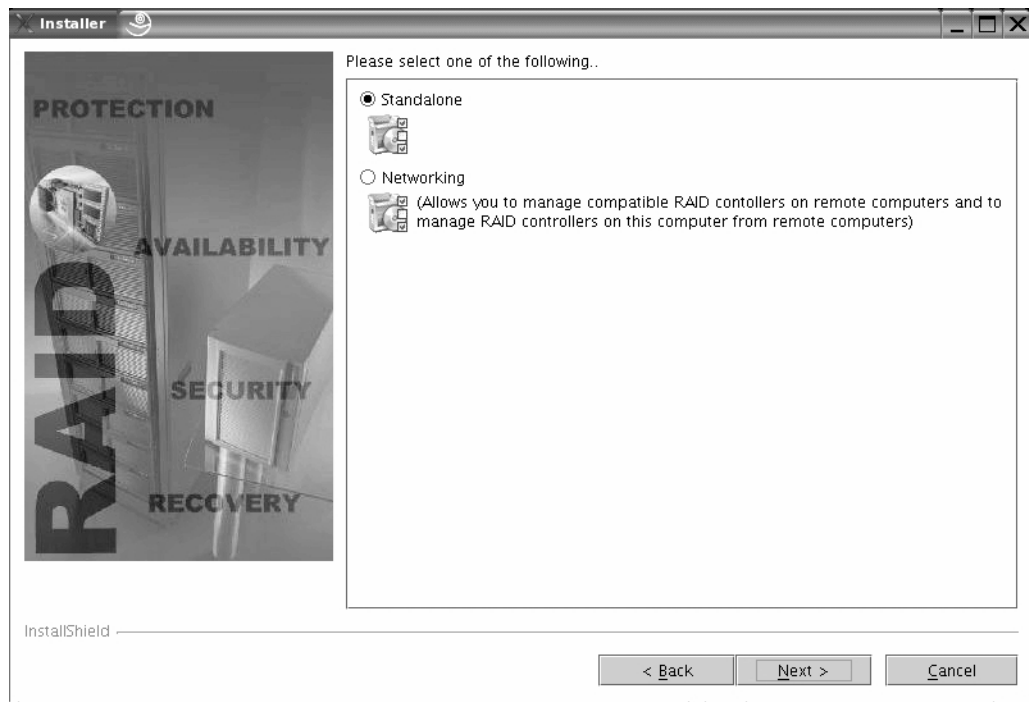 Installer
Please select one of the following..
PROTECTION
AVAILABILITY
RAID
SECURITY
RECOVERY
Standalone
Networking
(Allows you to manage compatible RAID contollers on remote computers and to
manage RAID controllers on this computer from remote computers)
InstallShield
< Back
Next >
Cancel